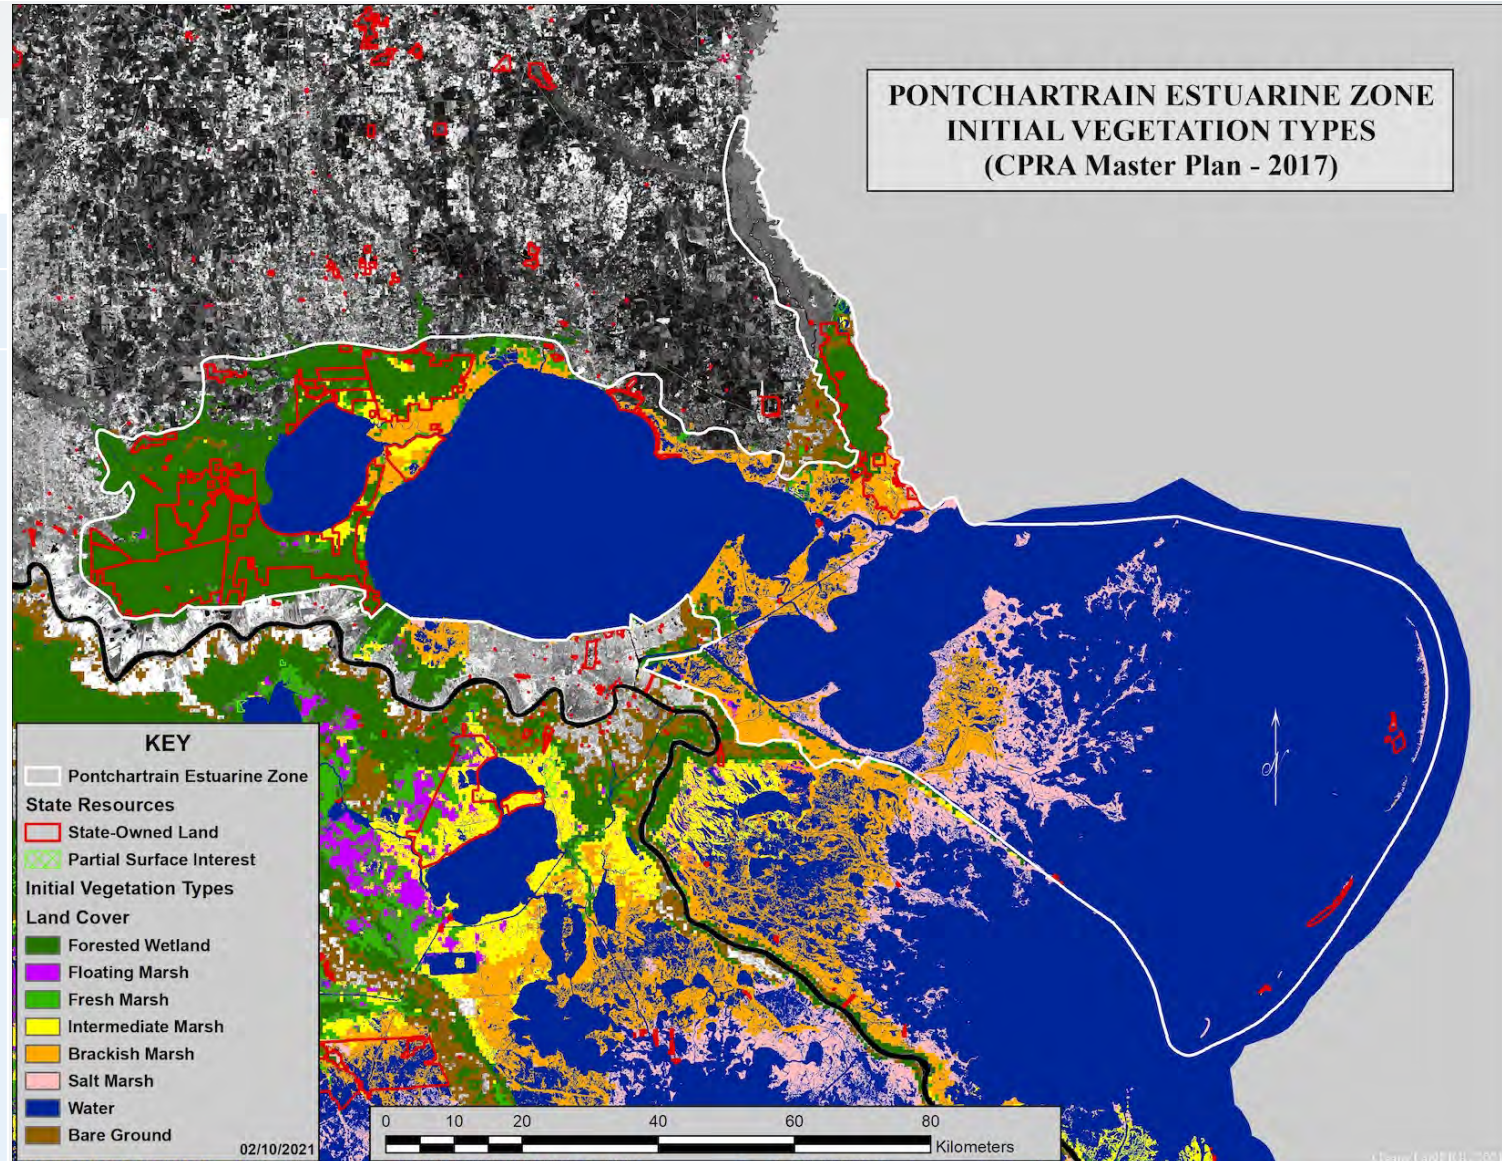 PONTCHARTRAIN ESTUARINE ZONE
INITIAL VEGETATION TYPES
(CPRA Master Plan - 2017)
N
KEY
Pontchartrain Estuarine Zone
State Resources
State-Owned Land
Partial Surface Interest
Initial Vegetation Types
Land Cover
Forested Wetland
Floating Marsh
Fresh Marsh
Intermediate Marsh
Brackish Marsh
Salt Marsh
Water
Bare Ground
02/10/2021
0 10 20 40 60 80
Kilometers